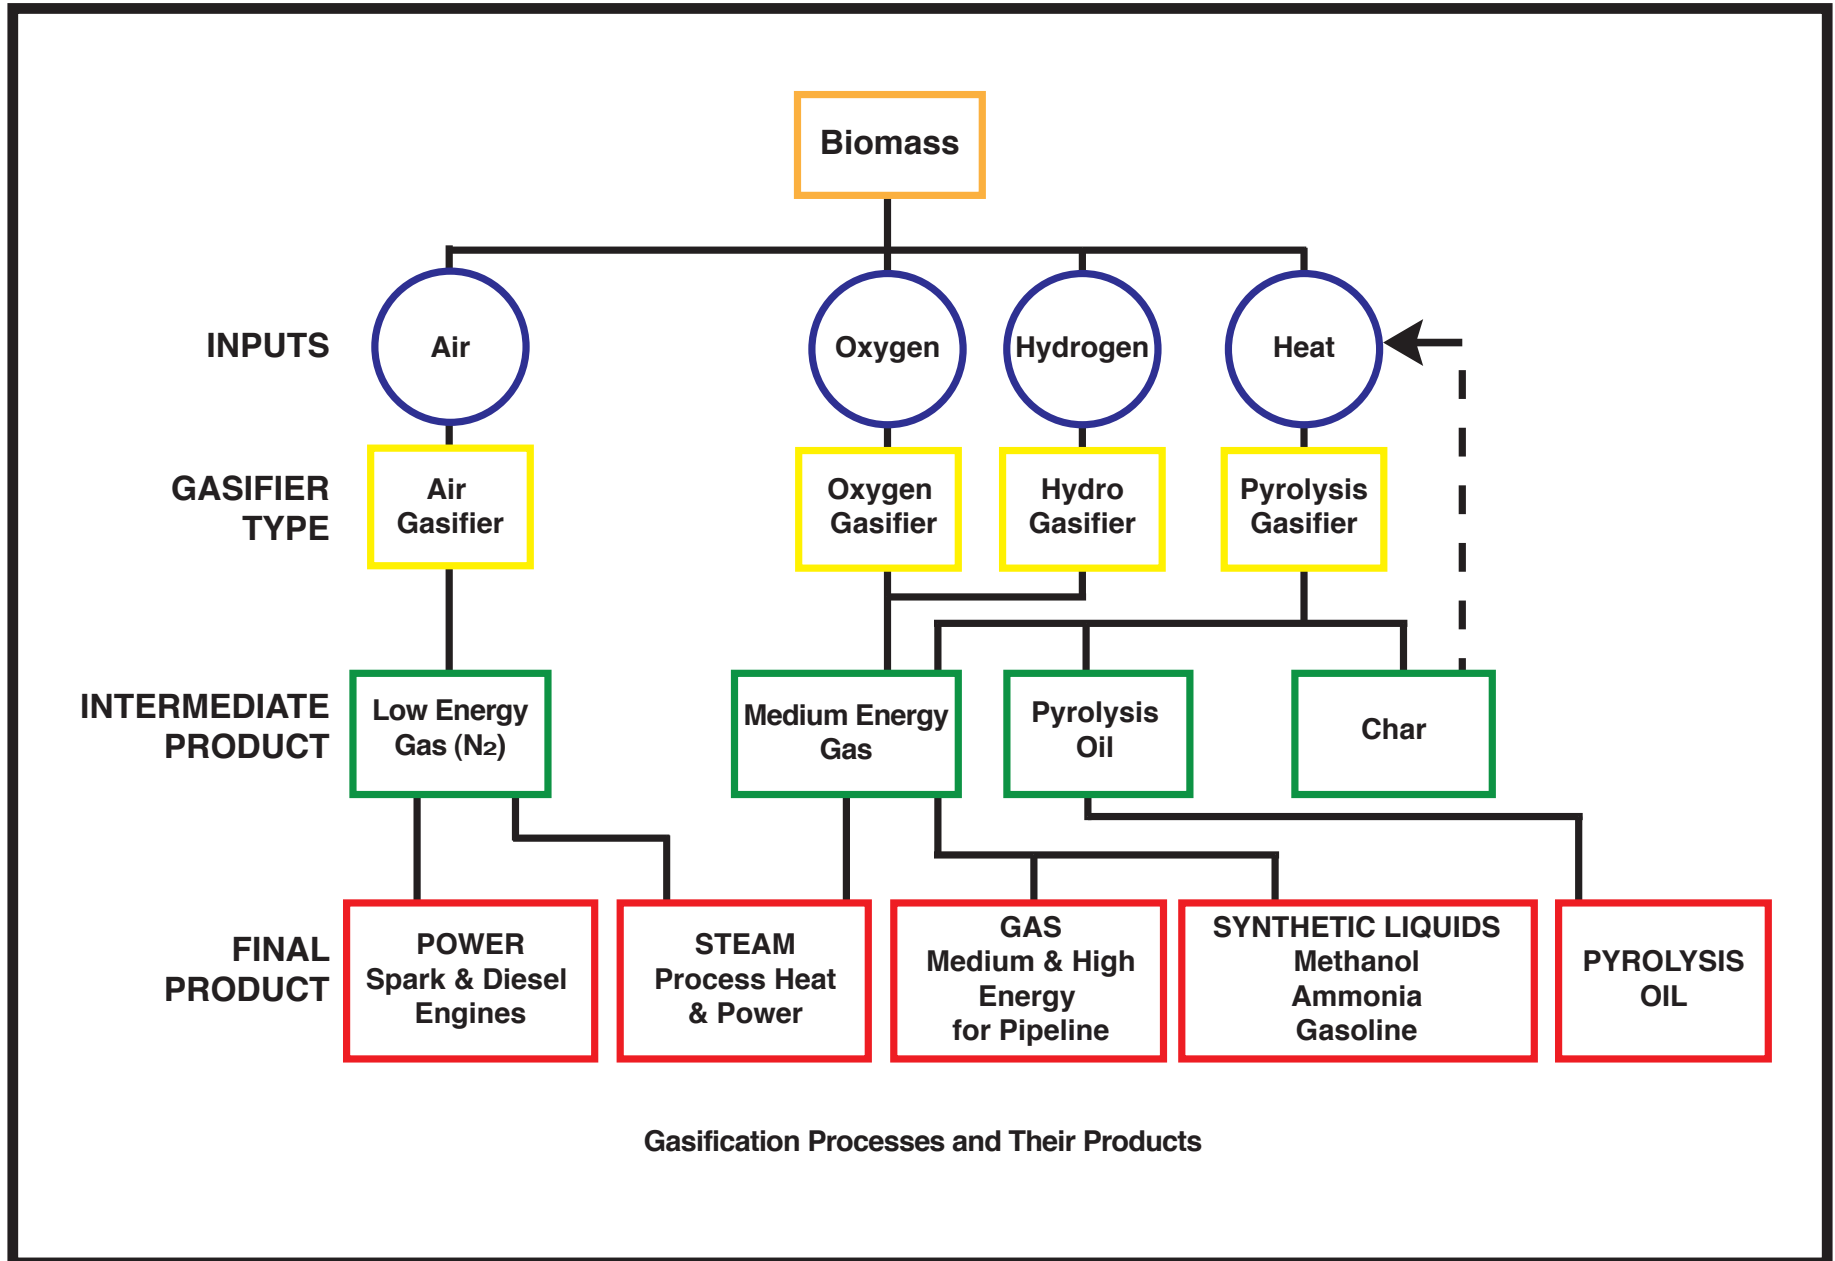 Biomass
INPUTS
Air
Oxygen
Hydrogen
Heat
GASIFIER
TYPE
Air
Gasifier
Oxygen
Gasifier
Hydro
Gasifier
Pyrolysis
Gasifier
INTERMEDIATE
PRODUCT
Low Energy
Gas (N2)
Medium Energy
Gas
Pyrolysis
Oil
Char
FINAL
PRODUCT
POWER
Spark & Diesel
Engines
STEAM
Process Heat
& Power
GAS
Medium & High
Energy
for Pipeline
SYNTHETIC LIQUIDS
Methanol
Ammonia
Gasoline
PYROLYSIS
OIL
Gasification Processes and Their Products